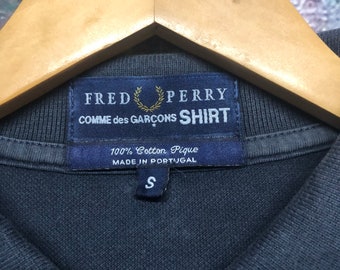 FRED PERRY
COMME des GARÇONS SHIRT
100% Cotton Pique
MADE IN PORTUGAL
S